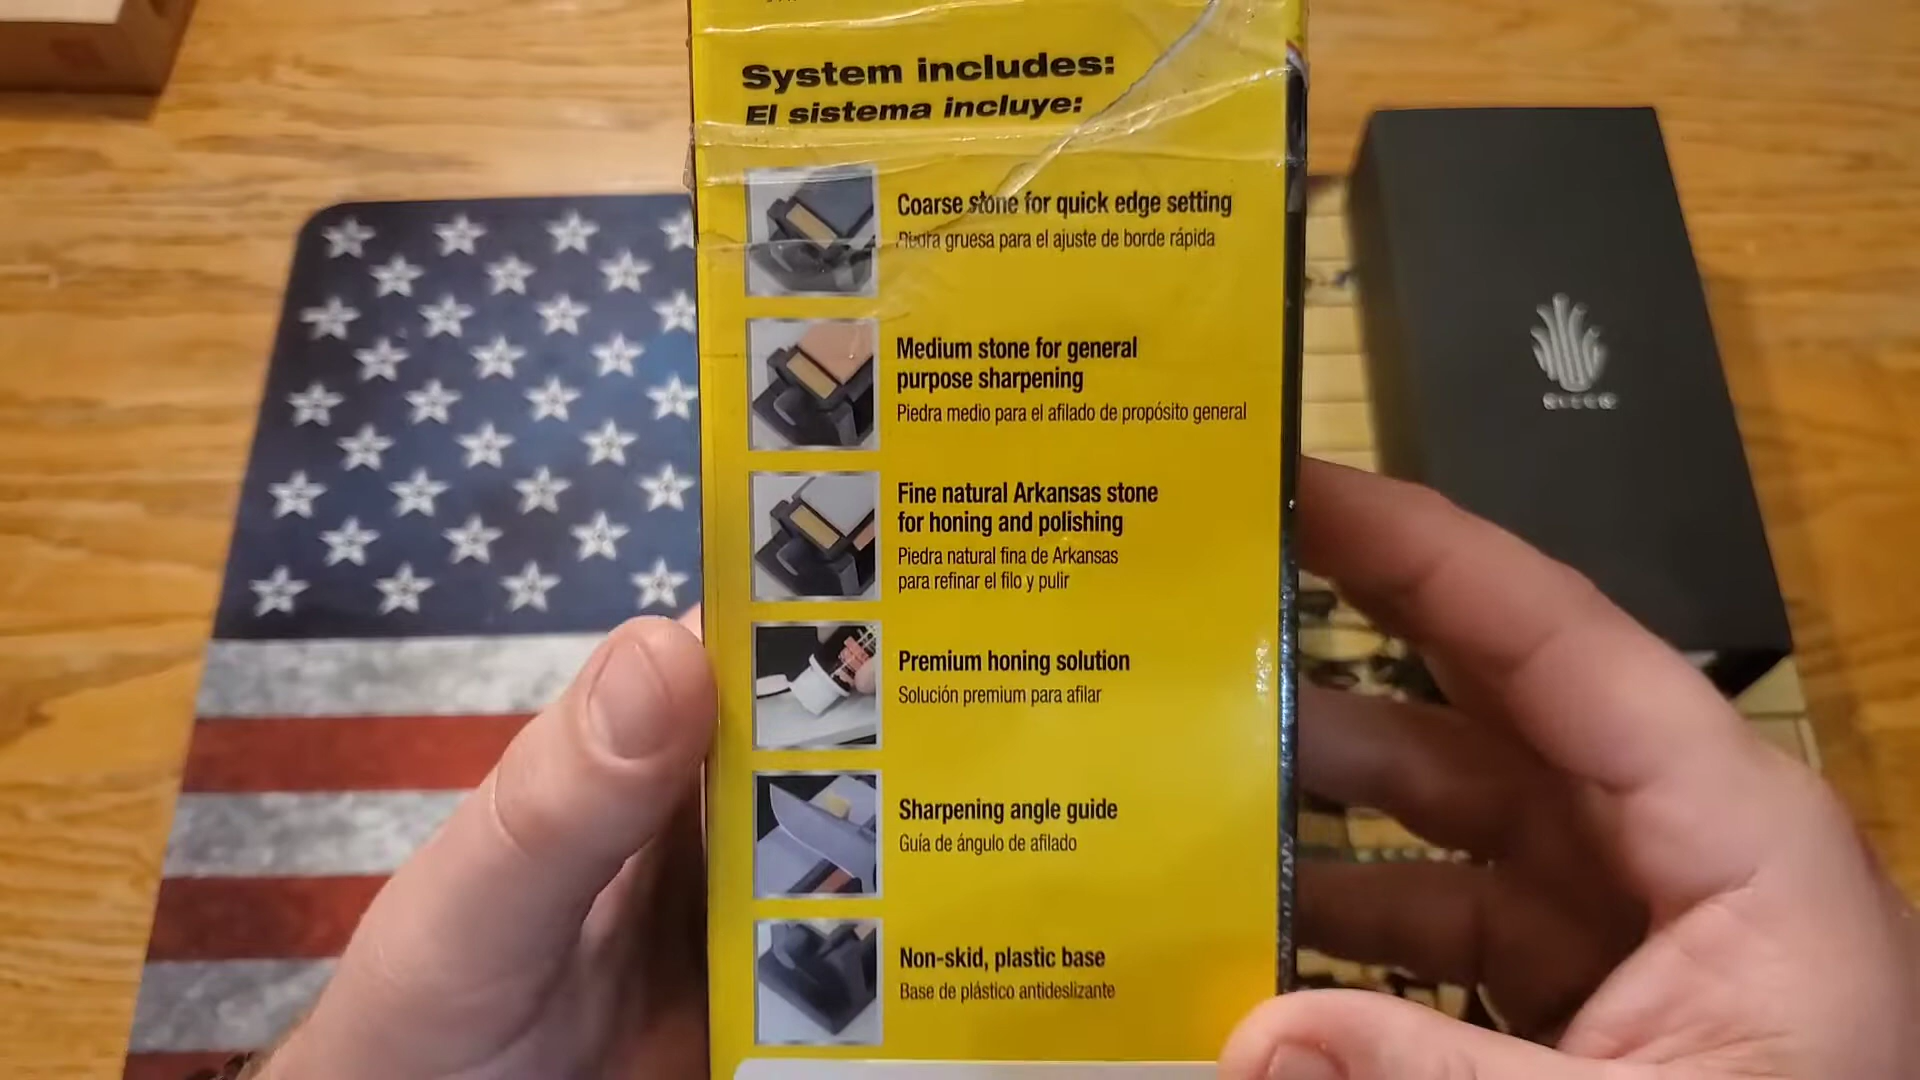 System includes:
El sistema incluye:
Coarse stone for quick edge setting
Piedra gruesa para el ajuste de borde rápida
Medium stone for general
purpose sharpening
Piedra medio para el afilado de propósito general
Fine natural Arkansas stone
for honing and polishing
Piedra natural fina de Arkansas
para refinar el filo y pulir
Premium honing solution
Solución premium para afilar
Sharpening angle guide
Guía de ángulo de afilado
Non-skid, plastic base
Base de plástico antideslizante